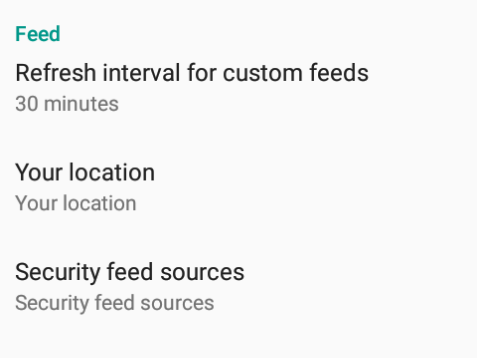 Feed
Refresh interval for custom feeds
30 minutes
Your location
Your location
Security feed sources
Security feed sources